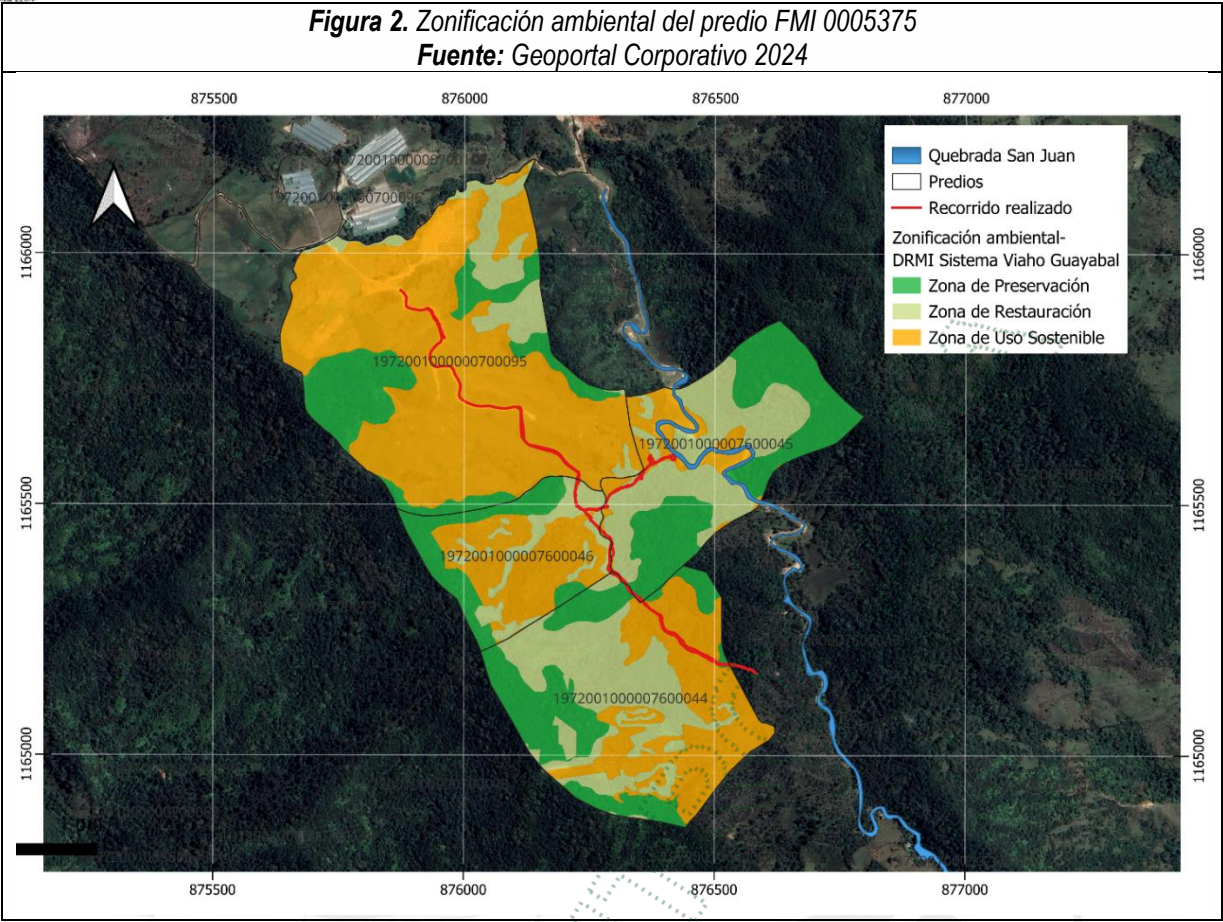 Figura 2. Zonificación ambiental del predio FMI 0005375
Fuente: Geoportal Corporativo 2024
875500 876000 876500 877000
Quebrada San Juan
Predios
Recorrido realizado
Zonificación ambiental-
DRMI Sistema Viaho Guayabal
Zona de Preservación
Zona de Restauración
Zona de Uso Sostenible
1166000 1166000
1972001000000700095
1972001000007600045
1165500 1165500
1972001000007600046
1972001000007600044
1165000 1165000
875500 876000 876500 877000